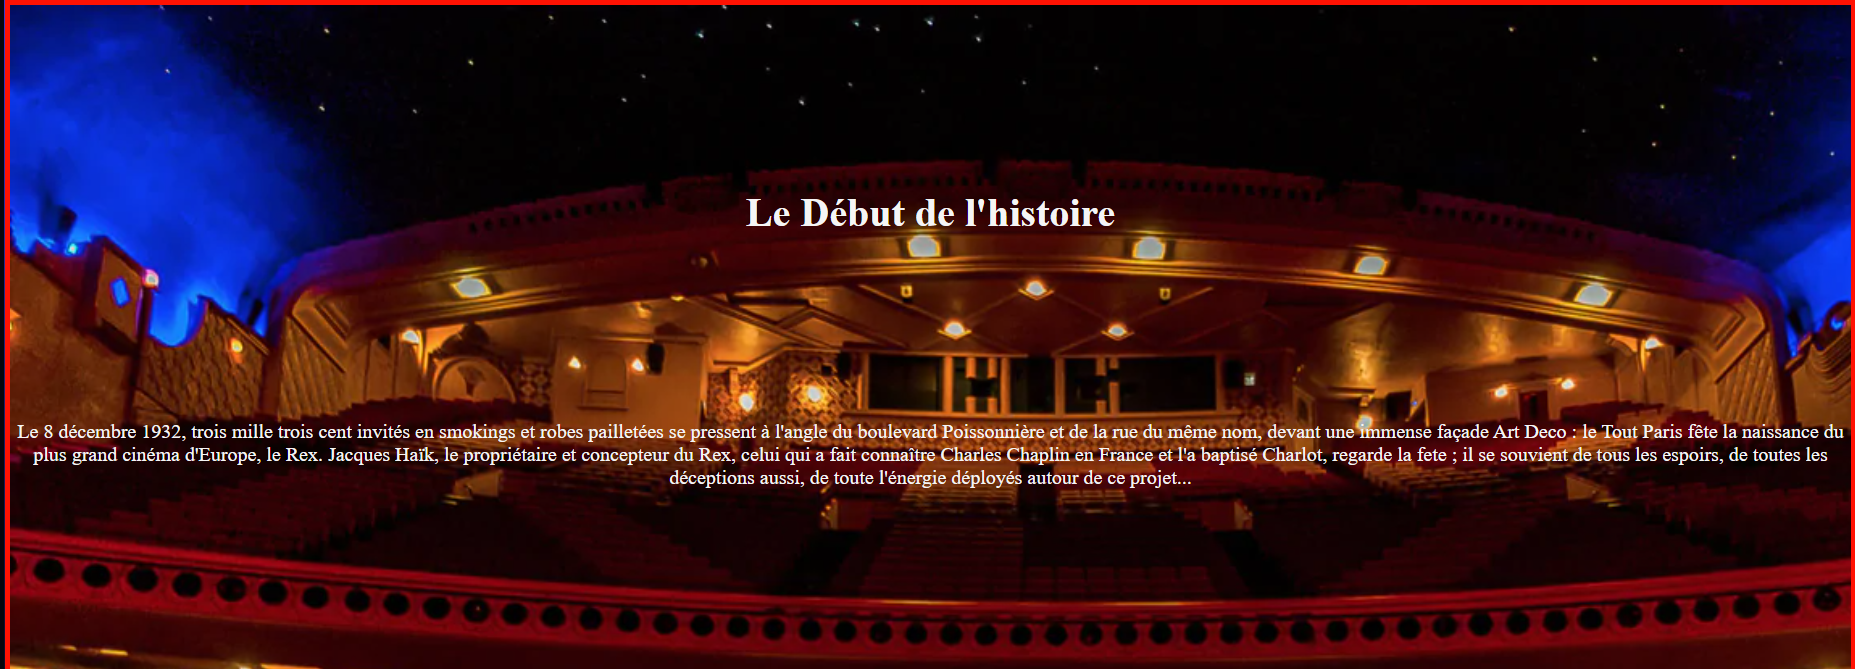 Le Début de l'histoire
Le 8 décembre 1932, trois mille trois cent invités en smokings et robes pailletées se pressent à l'angle du boulevard Poissonnière et de la rue du même nom, devant une immense façade Art Deco : le Tout Paris fête la naissance du
plus grand cinéma d'Europe, le Rex. Jacques Haïk, le propriétaire et concepteur du Rex, celui qui a fait connaître Charles Chaplin en France et l'a baptisé Charlot, regarde la fete ; il se souvient de tous les espoirs, de toutes les
déceptions aussi, de toute l'énergie déployés autour de ce projet...